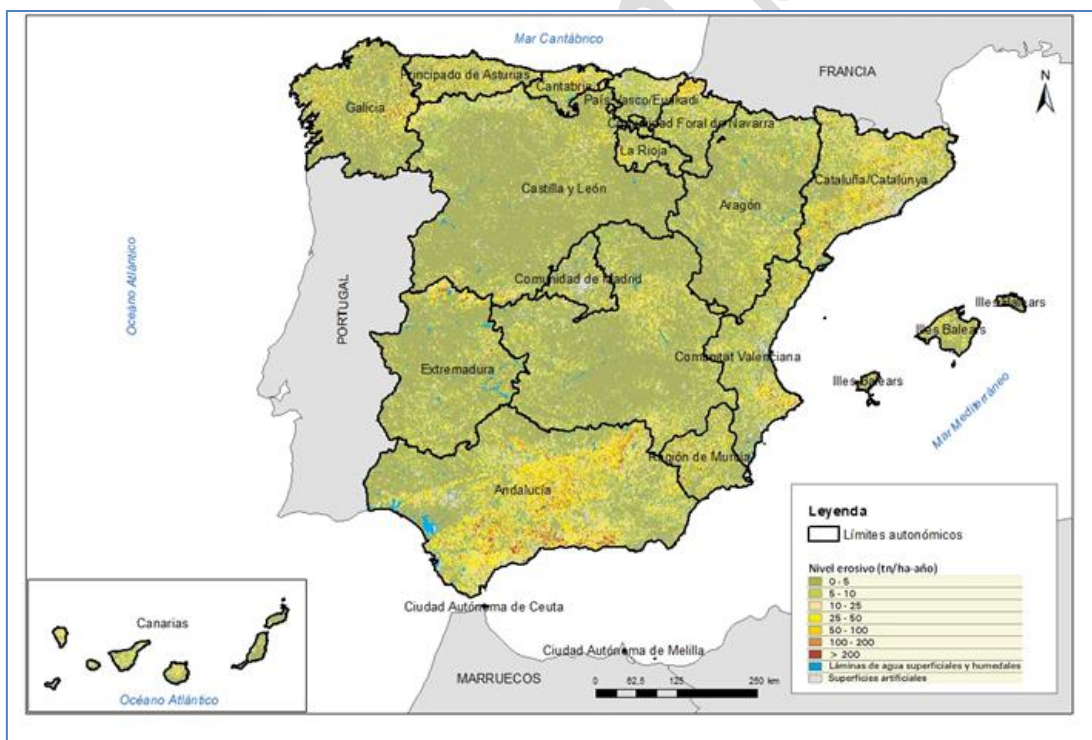 Mar Cantábrico
FRANCIA
N
Principado de Asturias
Cantabria
País Vasco/Euskadi
Galicia
Comunidad Foral de Navarra
La Rioja
Cataluña/Catalunya
Castilla y León
Aragón
Océano Atlántico
PORTUGAL
Comunidad de Madrid
Illes Balears
Illes Balears
Comunitat Valenciana
Extremadura
Illes Balears
Mar Mediterráneo
Región de Murcia
Andalucía
Leyenda
Límites autonómicos
Nivel erosivo (tn/ha·año)
0 - 5
5 - 10
10 - 25
25 - 50
50 - 100
100 - 200
> 200
Láminas de agua superficiales y humedales
Superficies artificiales
Ciudad Autónoma de Ceuta
Canarias
Ciudad Autónoma de Melilla
MARRUECOS
Océano Atlántico
0 62,5 125 250 km